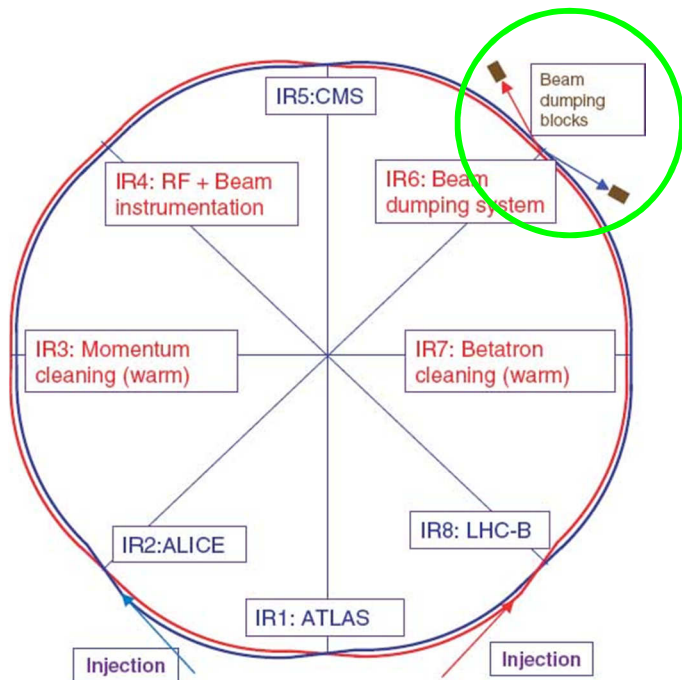 IR5:CMS
Beam
dumping
blocks
IR4: RF + Beam
instrumentation
IR6: Beam
dumping system
IR3: Momentum
cleaning (warm)
IR7: Betatron
cleaning (warm)
IR2:ALICE
IR8: LHC-B
IR1: ATLAS
Injection
Injection